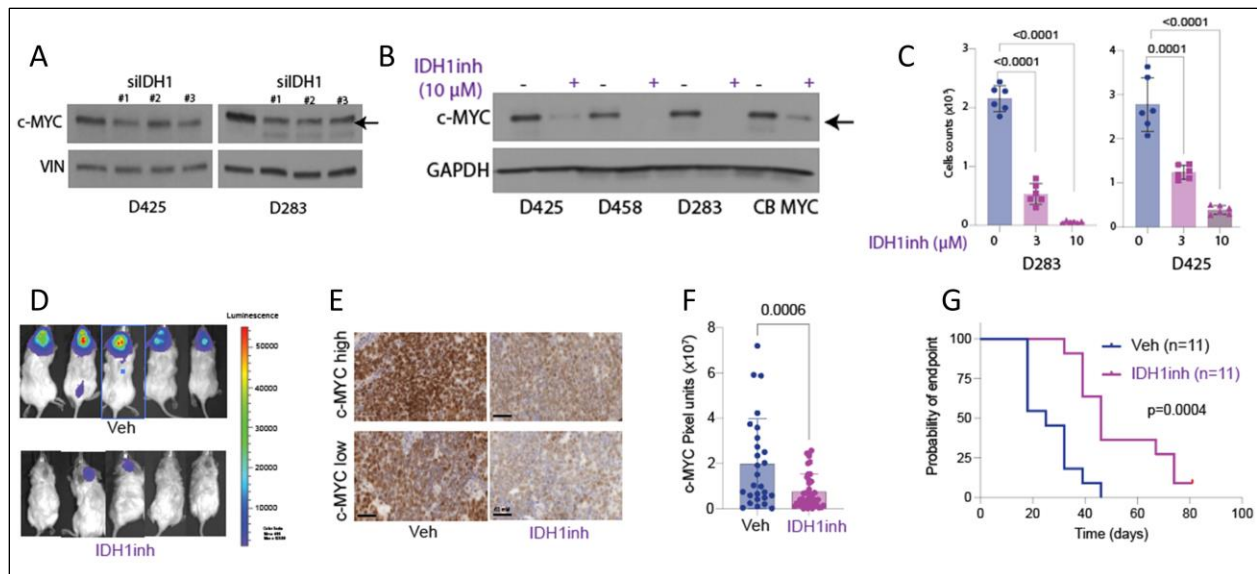 A
siIDH1
siIDH1
#1 #2 #3
#1 #2 #3
c-MYC
VIN
D425
D283
B
IDH1inh
(10 µM)
- + - + - + - +
c-MYC
GAPDH
D425 D458 D283 CB MYC
C
<0.0001
<0.0001
<0.0001
0.0001
Cells counts (x10⁵)
3
2
1
0
4
3
2
1
0
IDH1inh (µM)
0 3 10
0 3 10
D283
D425
D
Luminescence
50000
40000
30000
20000
10000
0
Veh
IDH1inh
E
c-MYC high
c-MYC low
Veh
IDH1inh
F
0.0006
c-MYC Pixel units (x10⁷)
8
6
4
2
0
Veh
IDH1inh
G
Probability of endpoint
100
75
50
25
0
Veh (n=11)
IDH1inh (n=11)
p=0.0004
0 20 40 60 80 100
Time (days)